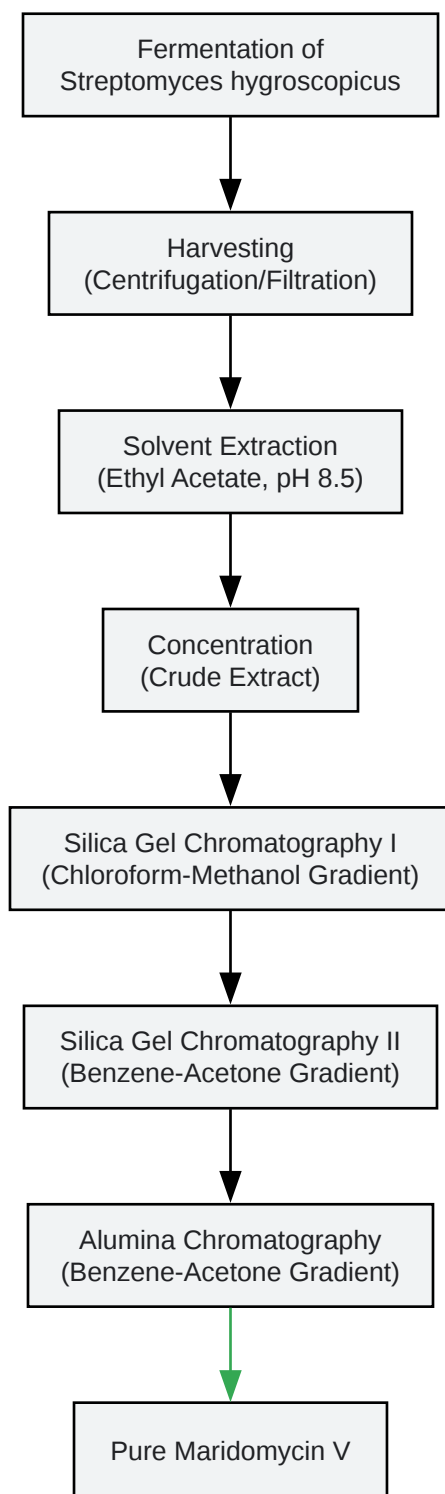 Fermentation of
Streptomyces hygroscopicus
Harvesting
(Centrifugation/Filtration)
Solvent Extraction
(Ethyl Acetate, pH 8.5)
Concentration
(Crude Extract)
Silica Gel Chromatography I
(Chloroform-Methanol Gradient)
Silica Gel Chromatography II
(Benzene-Acetone Gradient)
Alumina Chromatography
(Benzene-Acetone Gradient)
Pure Maridomycin V